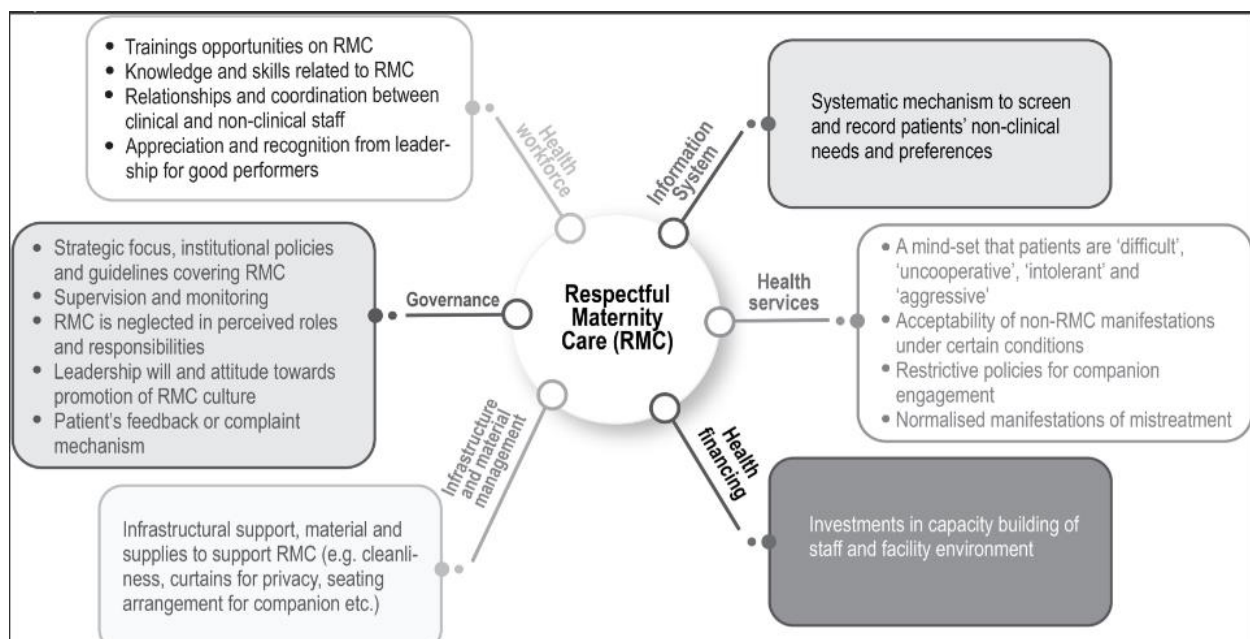 • Trainings opportunities on RMC
• Knowledge and skills related to RMC
• Relationships and coordination between
clinical and non-clinical staff
• Appreciation and recognition from leader-
ship for good performers
Health
workforce
Information
System
Systematic mechanism to screen
and record patients' non-clinical
needs and preferences
• Strategic focus, institutional policies
and guidelines covering RMC
• Supervision and monitoring
• RMC is neglected in perceived roles
and responsibilities
• Leadership will and attitude towards
promotion of RMC culture
• Patient's feedback or complaint
mechanism
Governance
Respectful
Maternity
Care (RMC)
Health
services
• A mind-set that patients are 'difficult',
'uncooperative', 'intolerant' and
'aggressive'
• Acceptability of non-RMC manifestations
under certain conditions
• Restrictive policies for companion
engagement
• Normalised manifestations of mistreatment
Infrastructure
and material
management
Infrastructural support, material and
supplies to support RMC (e.g. cleanli-
ness, curtains for privacy, seating
arrangement for companion etc.)
Health
financing
Investments in capacity building of
staff and facility environment